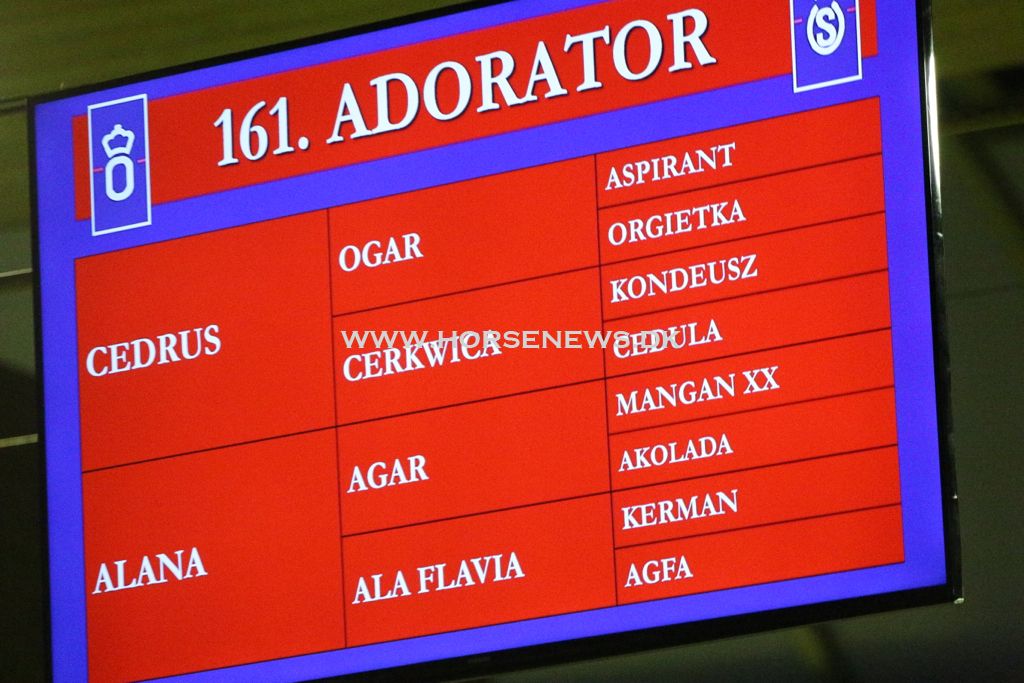 161. ADORATOR
O
S
CEDRUS
OGAR
ASPIRANT
ORGIETKA
CERKWICA
KONDEUSZ
CEDULA
WWW.HORSENEWS.DK
ALANA
AGAR
MANGAN XX
AKOLADA
ALA FLAVIA
KERMAN
AGFA